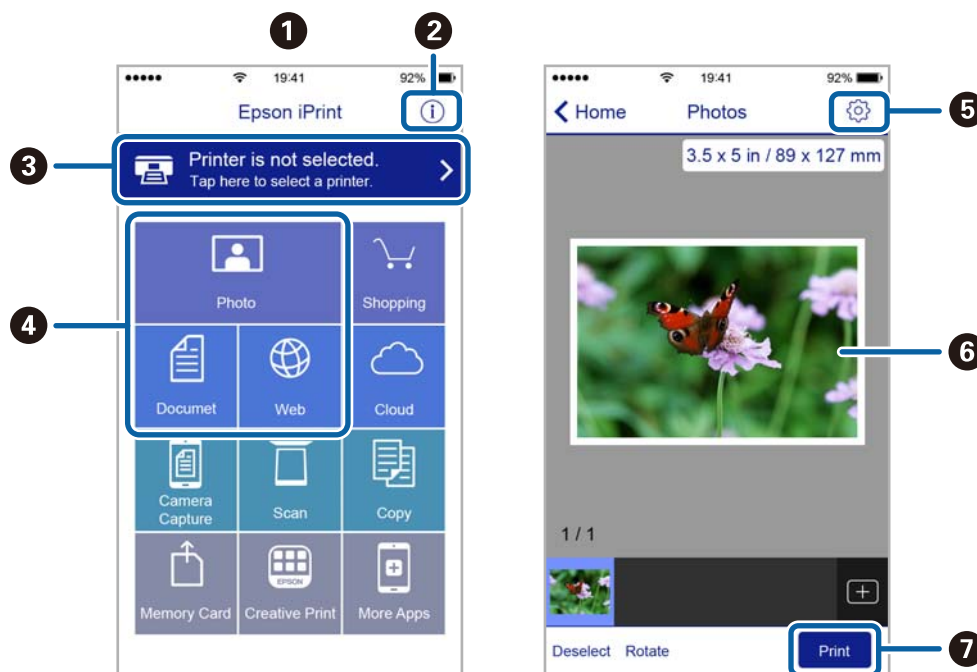 1
2
19:41
92%
Epson iPrint
3
Printer is not selected.
Tap here to select a printer.
4
Photo
Shopping
Documet
Web
Cloud
Camera
Capture
Scan
Copy
EPSON
Memory Card
Creative Print
More Apps
19:41
92%
Home
Photos
5
3.5 x 5 in / 89 x 127 mm
6
1 / 1
Deselect
Rotate
Print
7